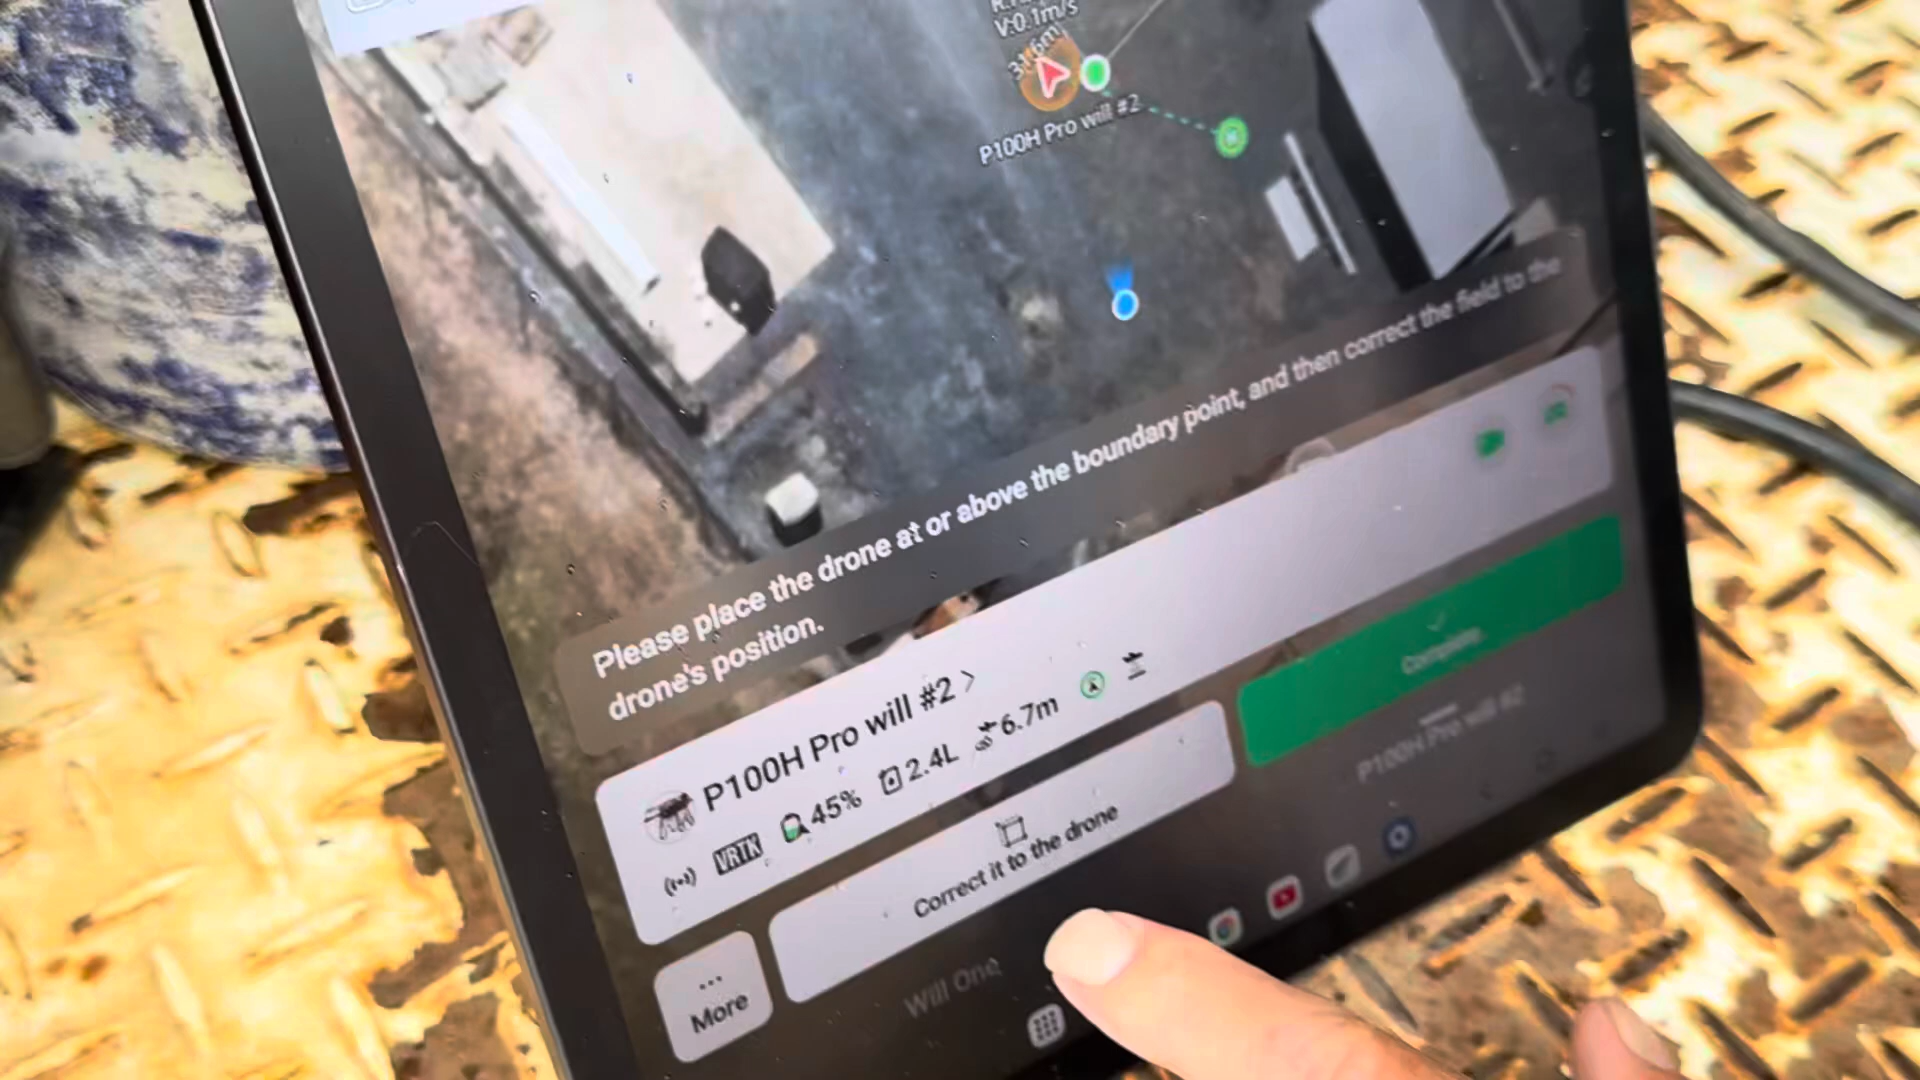 V:0.1m/s
P100H Pro will #2
Please place the drone at or above the boundary point, and then correct the field to the
drone's position.
P100H Pro will #2 >
VRTK 45% 2.4L 6.7m
Correct it to the drone
Complete
... More
Will One
P100H Pro will #2